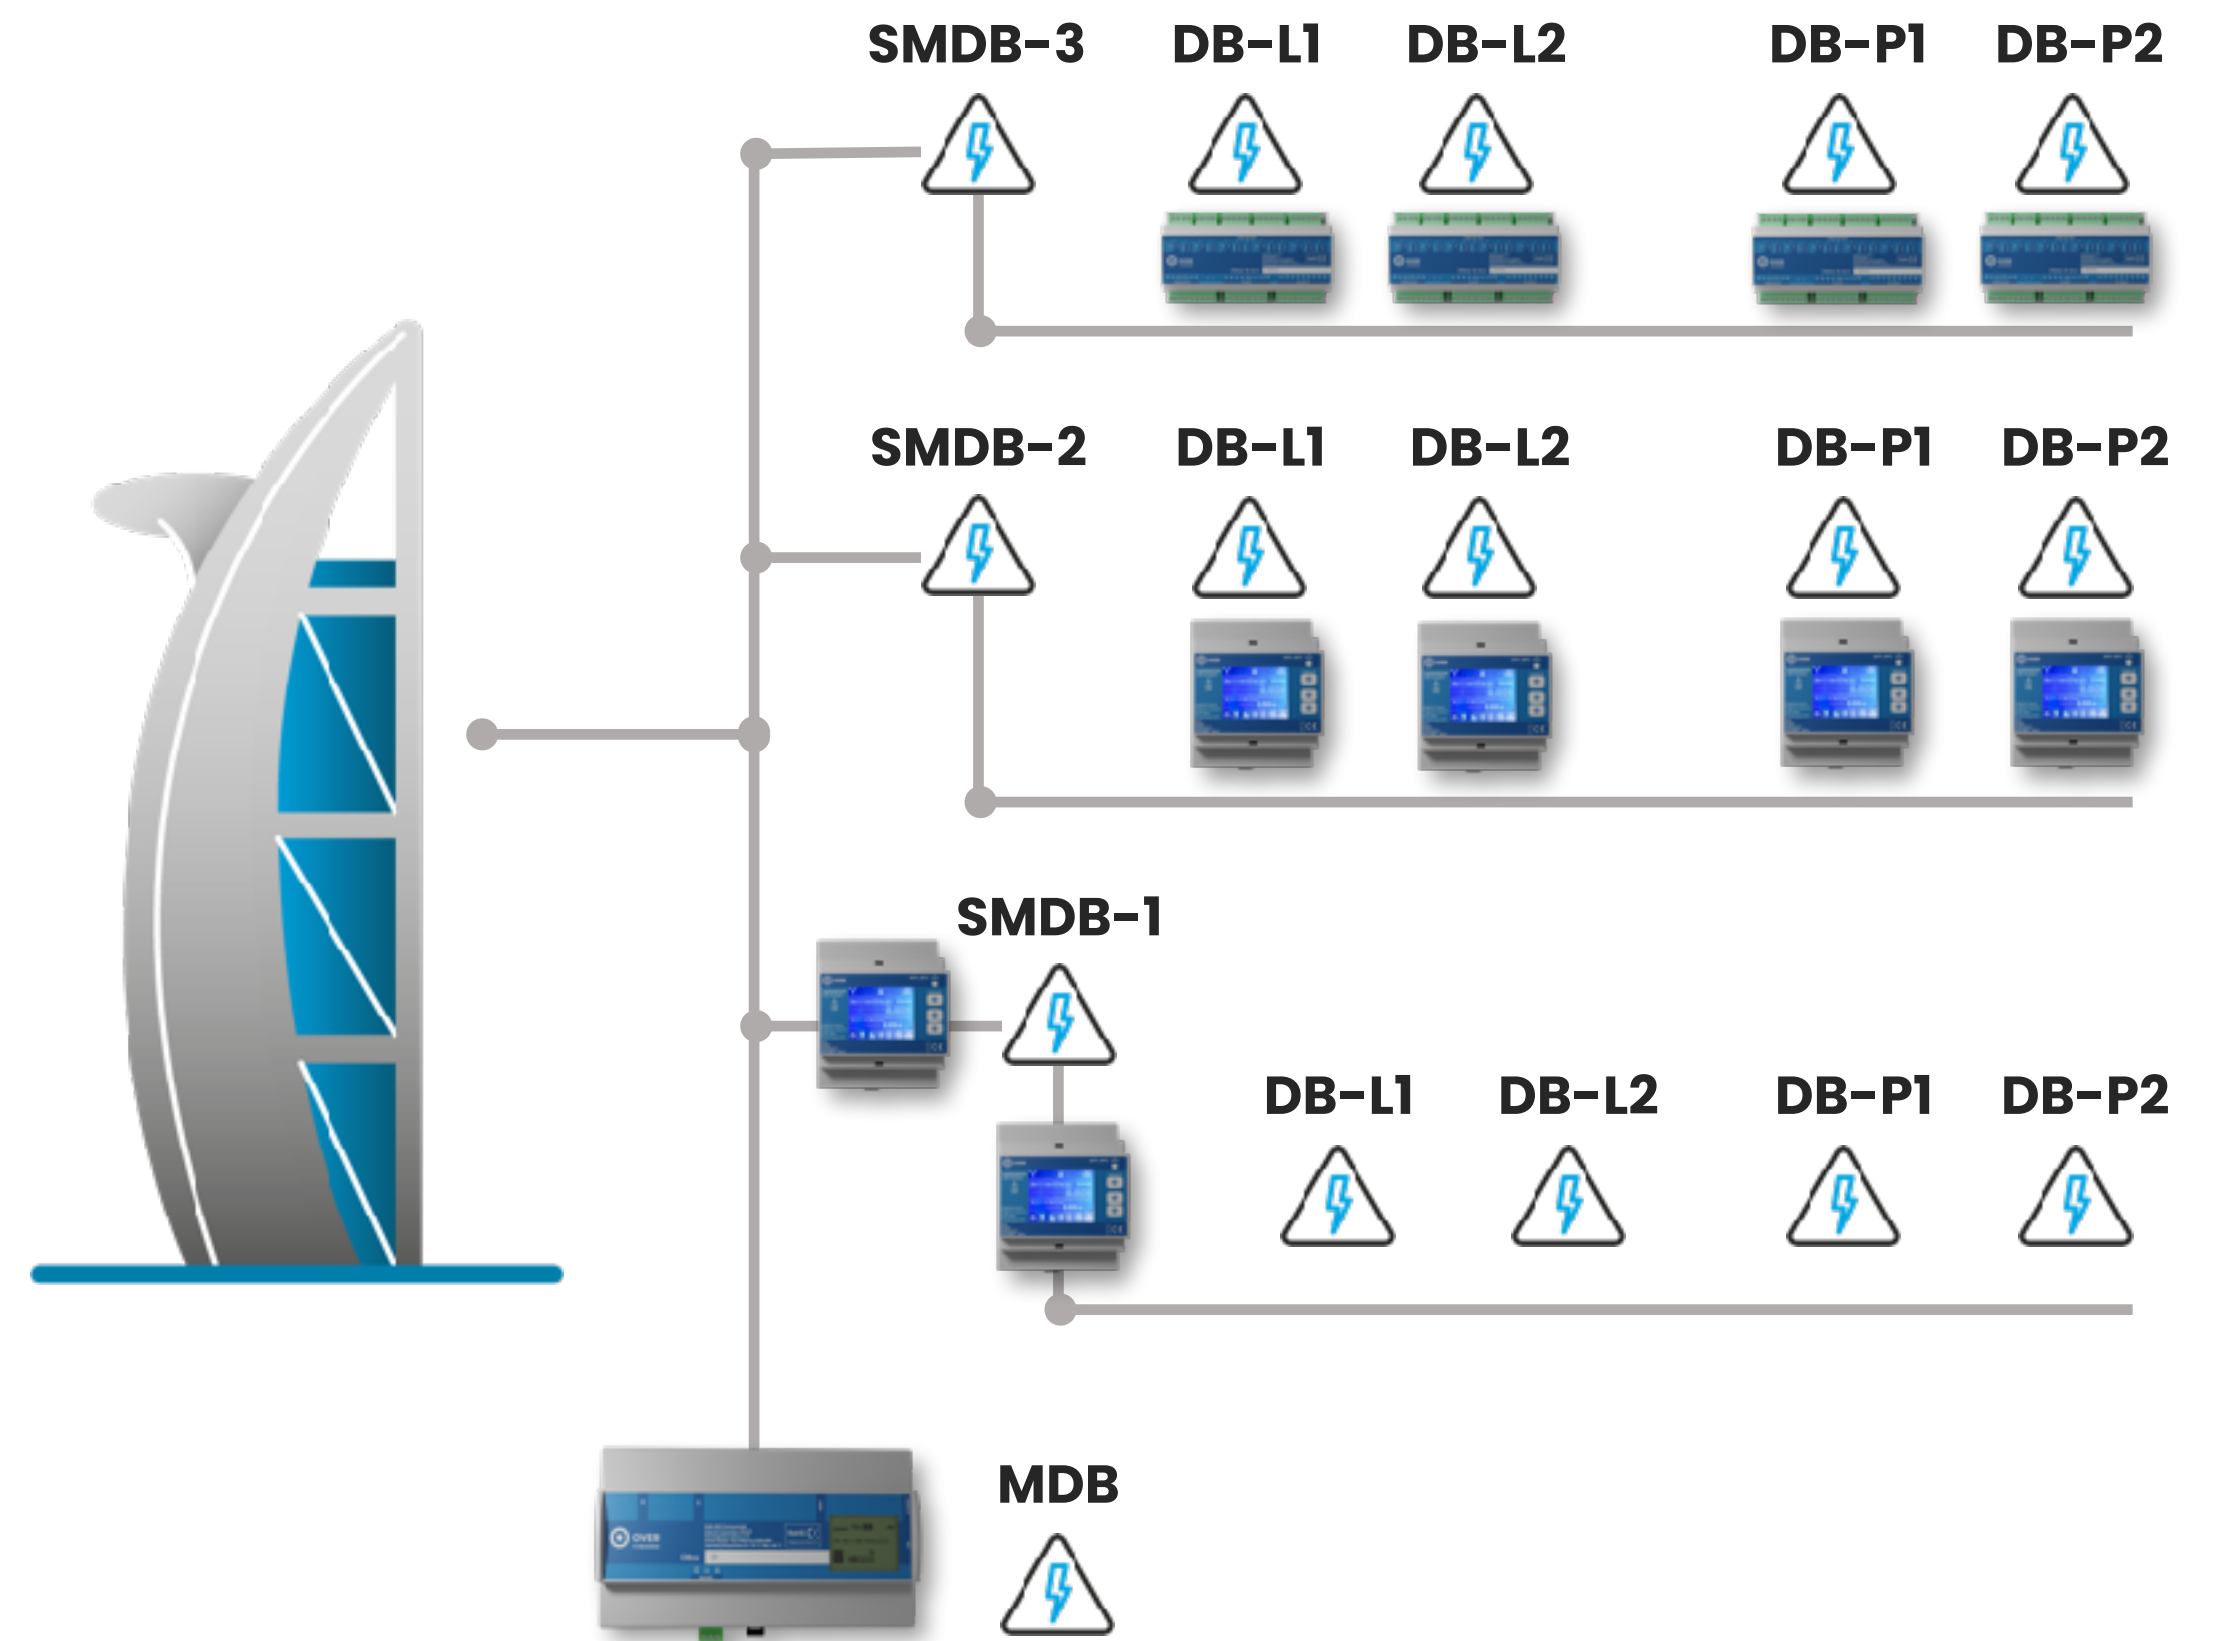 SMDB-3 DB-L1 DB-L2 DB-P1 DB-P2
SMDB-2 DB-L1 DB-L2 DB-P1 DB-P2
SMDB-1
DB-L1 DB-L2 DB-P1 DB-P2
MDB
OVER